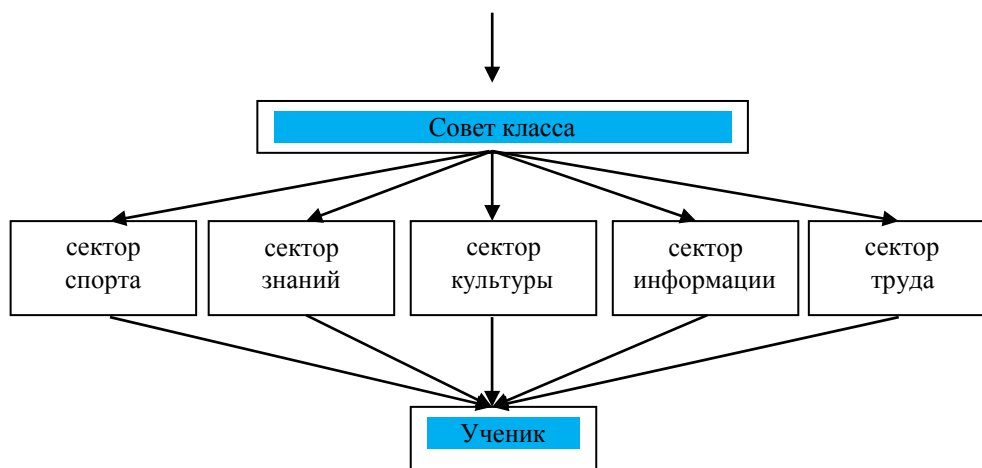 Совет класса
сектор
спорта
сектор
знаний
сектор
культуры
сектор
информации
сектор
труда
Ученик